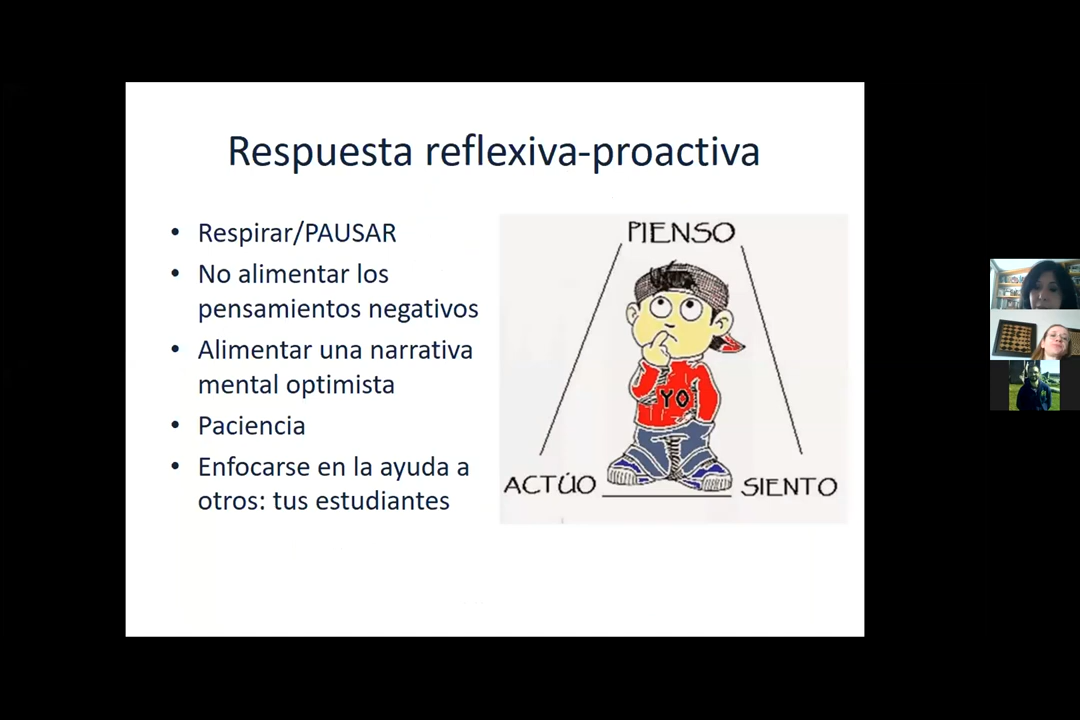 Respuesta reflexiva-proactiva
• Respirar/PAUSAR
• No alimentar los
pensamientos negativos
• Alimentar una narrativa
mental optimista
• Paciencia
• Enfocarse en la ayuda a
otros: tus estudiantes
PIENSO
YO
ACTÚO
SIENTO